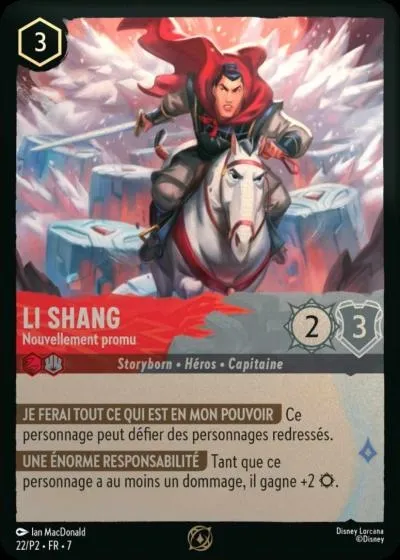 3
LI SHANG
Nouvellement promu
2
3
Storyborn • Héros • Capitaine
JE FERAI TOUT CE QUI EST EN MON POUVOIR Ce
personnage peut défier des personnages redressés.
UNE ÉNORME RESPONSABILITÉ Tant que ce
personnage a au moins un dommage, il gagne +2 ¤.
Ian MacDonald
22/P2 • FR • 7
Disney Lorcana
©Disney